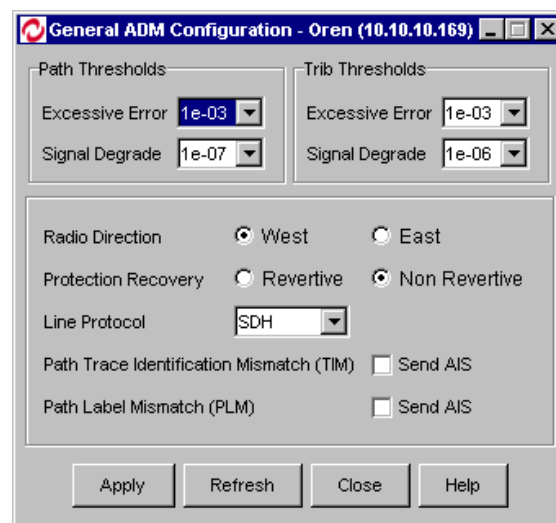 General ADM Configuration - Oren (10.10.10.169)
Path Thresholds
Excessive Error 1e-03
Signal Degrade 1e-07
Trib Thresholds
Excessive Error 1e-03
Signal Degrade 1e-06
Radio Direction West East
Protection Recovery Revertive Non Revertive
Line Protocol SDH
Path Trace Identification Mismatch (TIM) Send AIS
Path Label Mismatch (PLM) Send AIS
Apply Refresh Close Help